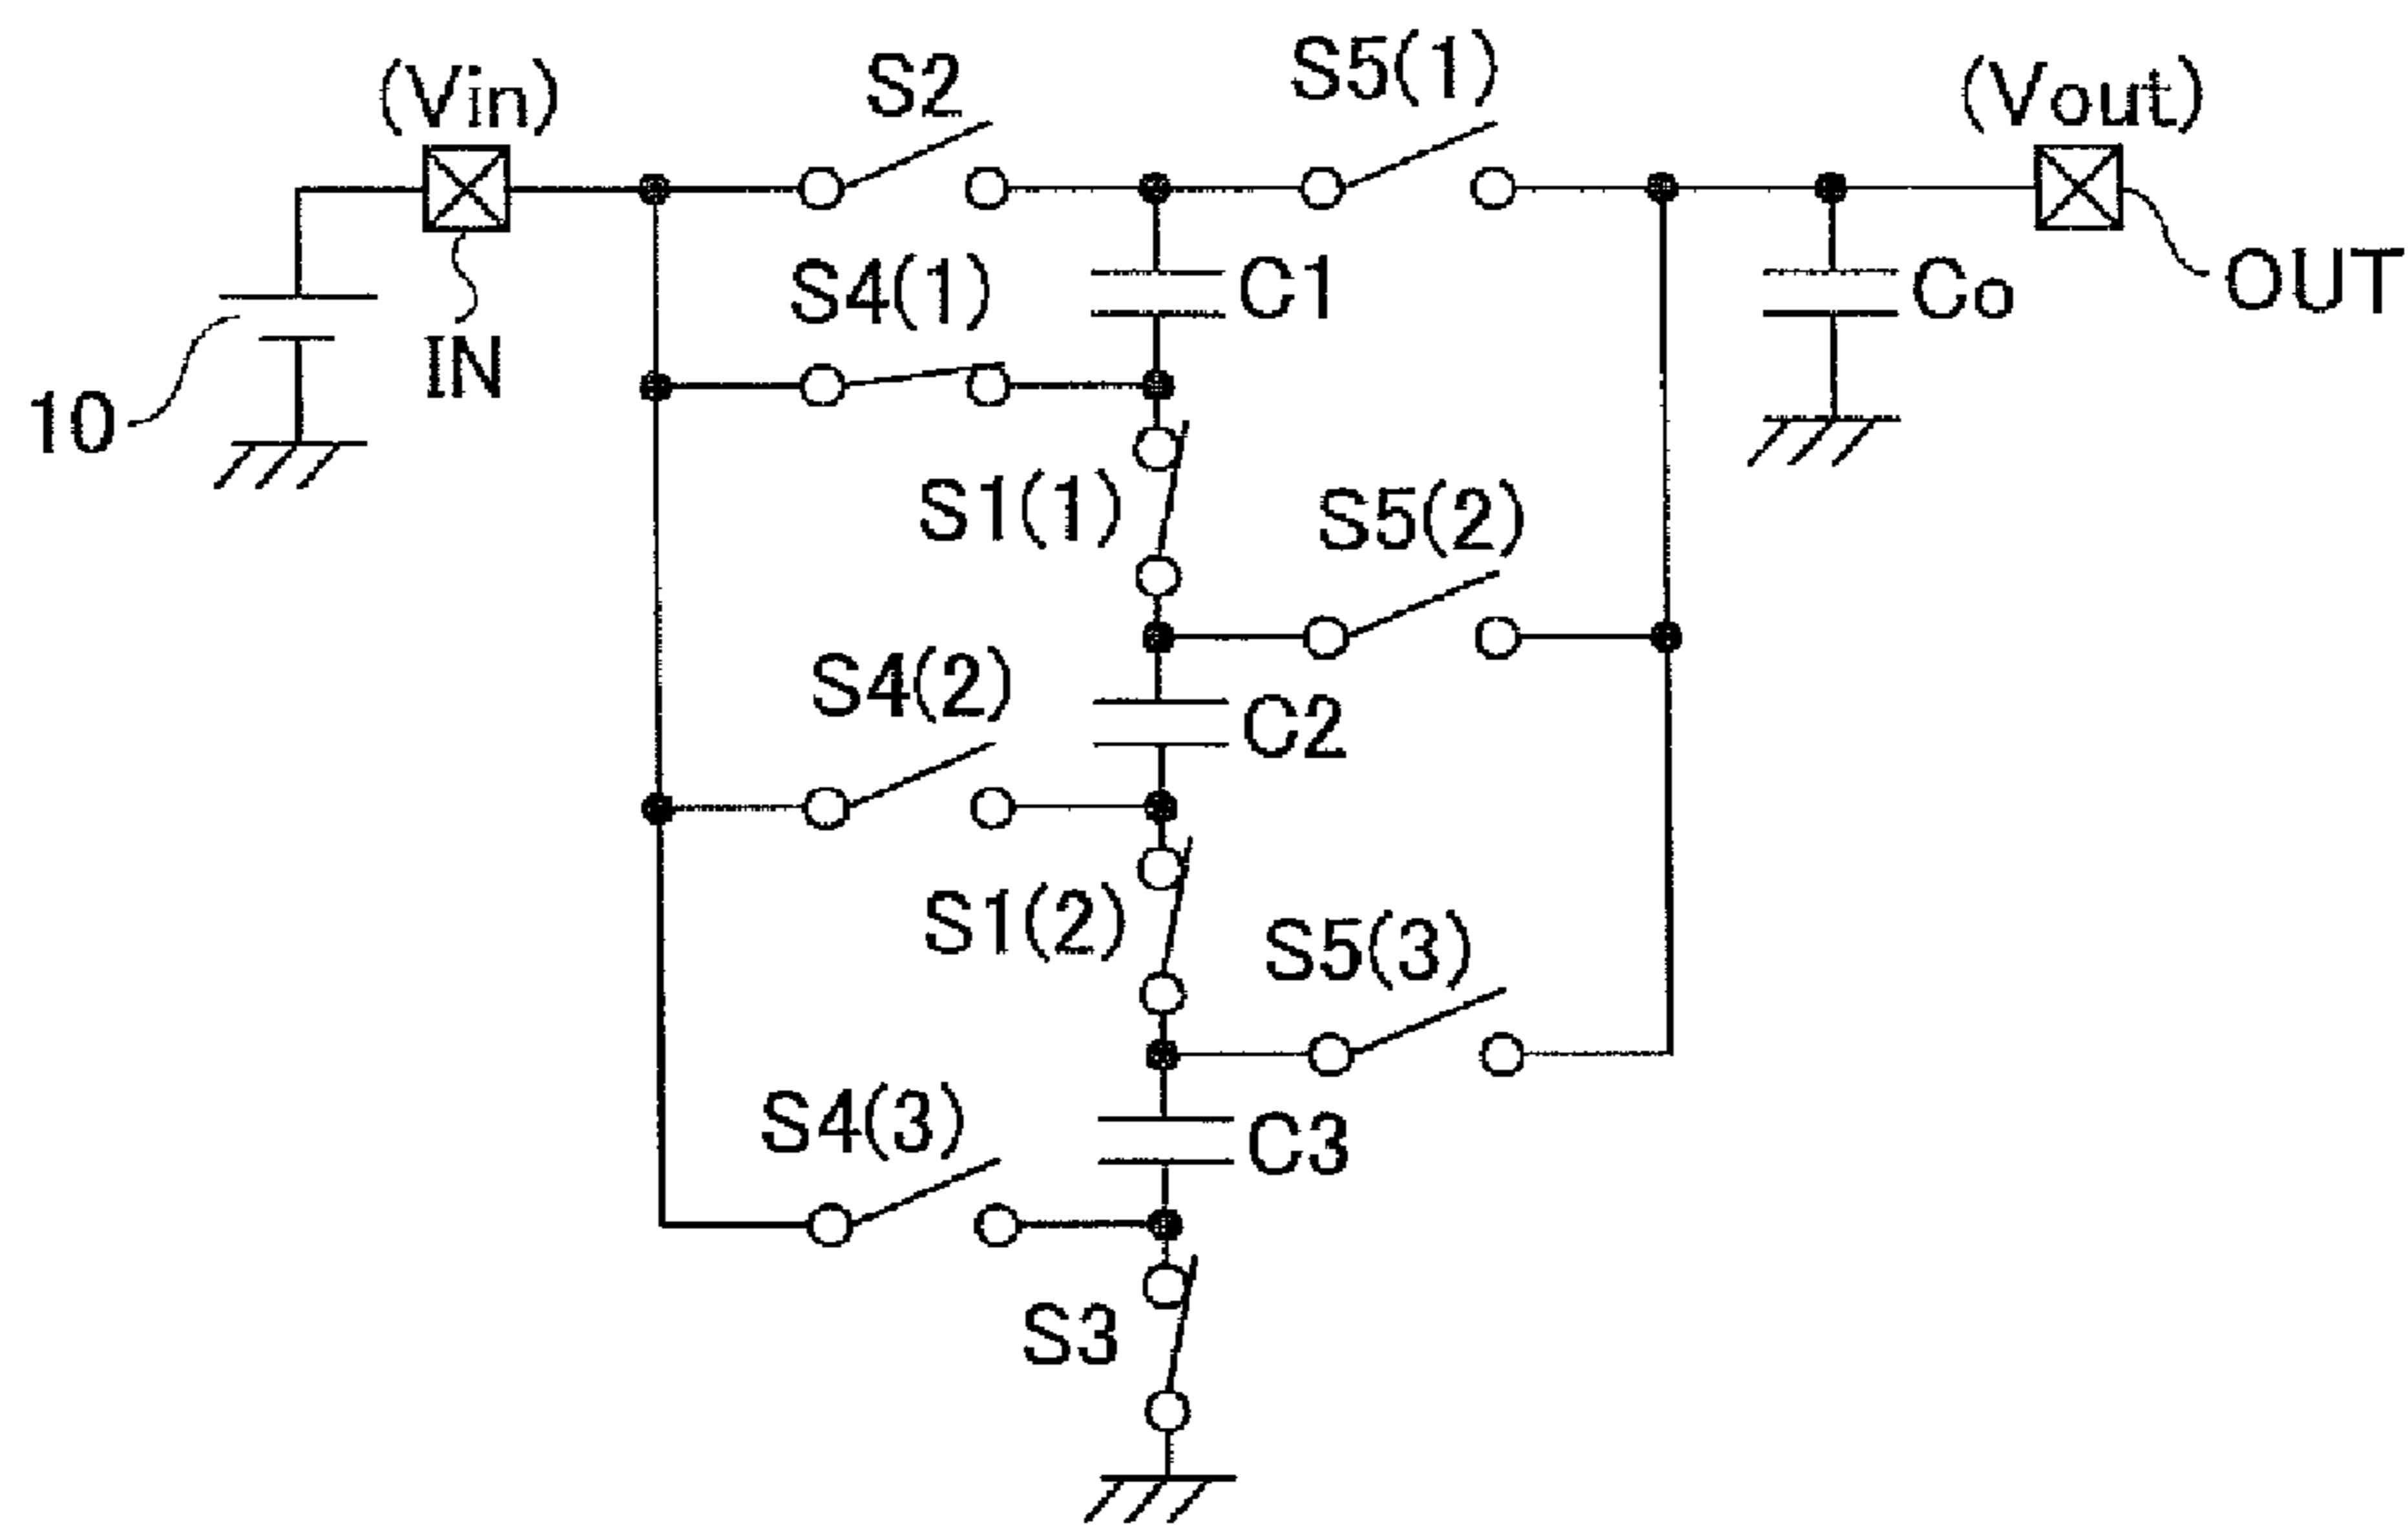 (Vin)
S2
S5(1)
(Vout)
S4(1)
C1
Co
OUT
IN
10
S1(1)
S5(2)
S4(2)
C2
S1(2)
S5(3)
S4(3)
C3
S3